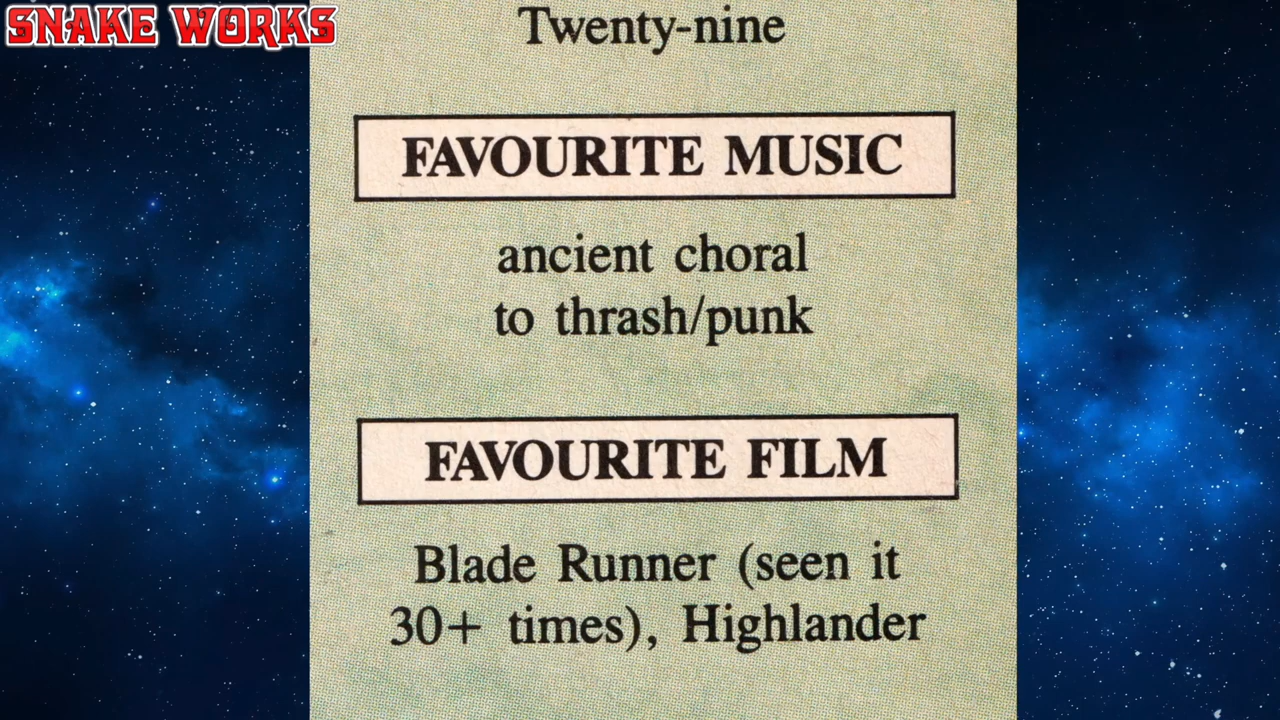 SNAKE WORKS
Twenty-nine
FAVOURITE MUSIC
ancient choral
to thrash/punk
FAVOURITE FILM
Blade Runner (seen it
30+ times), Highlander